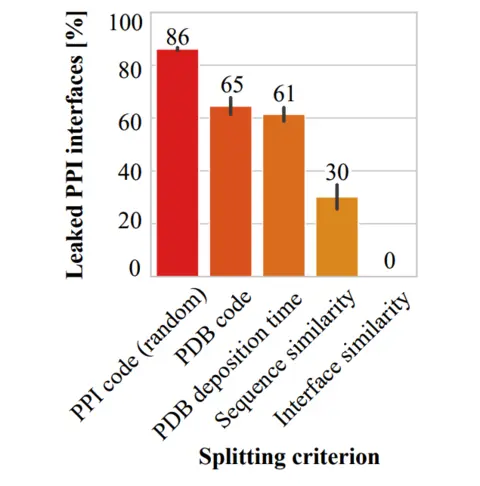 Leaked PPI interfaces [%]
100
80
60
40
20
0
86
65
61
30
0
PPI code (random)
PDB code
PDB deposition time
Sequence similarity
Interface similarity
Splitting criterion